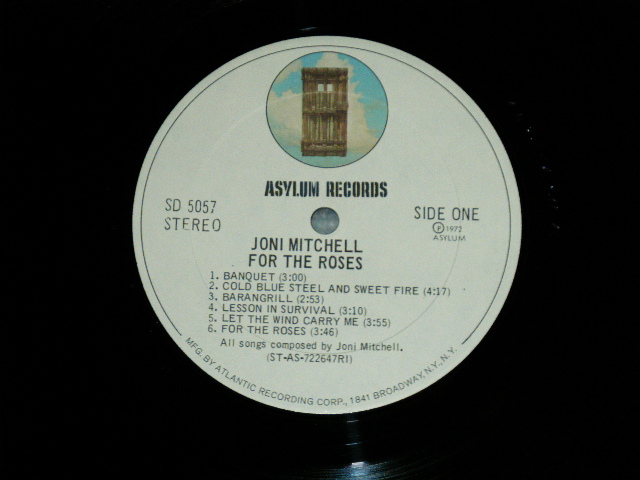 ASYLUM RECORDS
SD 5057
STEREO
SIDE ONE
Ⓟ 1972
ASYLUM
JONI MITCHELL
FOR THE ROSES
1. BANQUET (3:00)
2. COLD BLUE STEEL AND SWEET FIRE (4:17)
3. BARANGRILL (2:53)
4. LESSON IN SURVIVAL (3:10)
5. LET THE WIND CARRY ME (3:55)
6. FOR THE ROSES (3:46)
All songs composed by Joni Mitchell.
(ST-AS-722647RI)
MFG. BY ATLANTIC RECORDING CORP., 1841 BROADWAY, N.Y., N.Y.